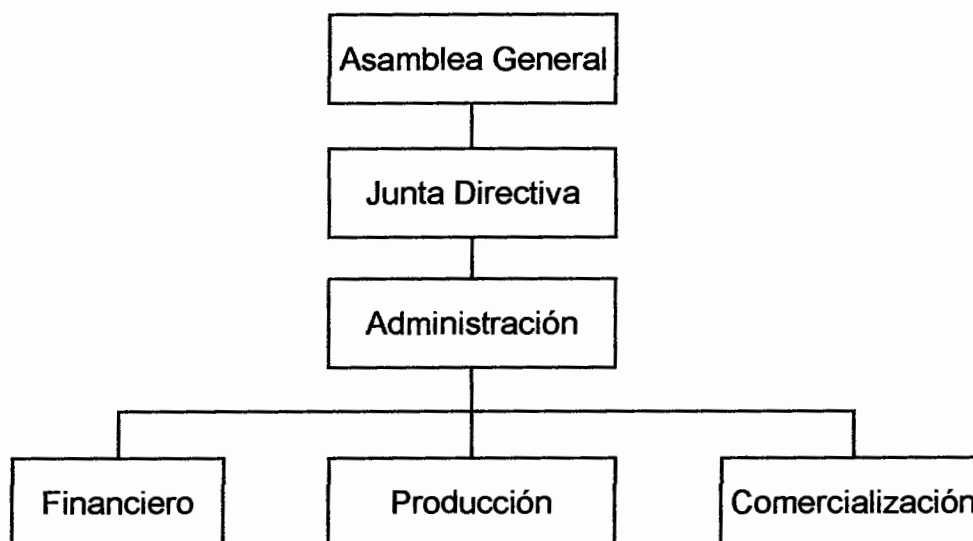 Asamblea General
Junta Directiva
Administración
Financiero
Producción
Comercialización